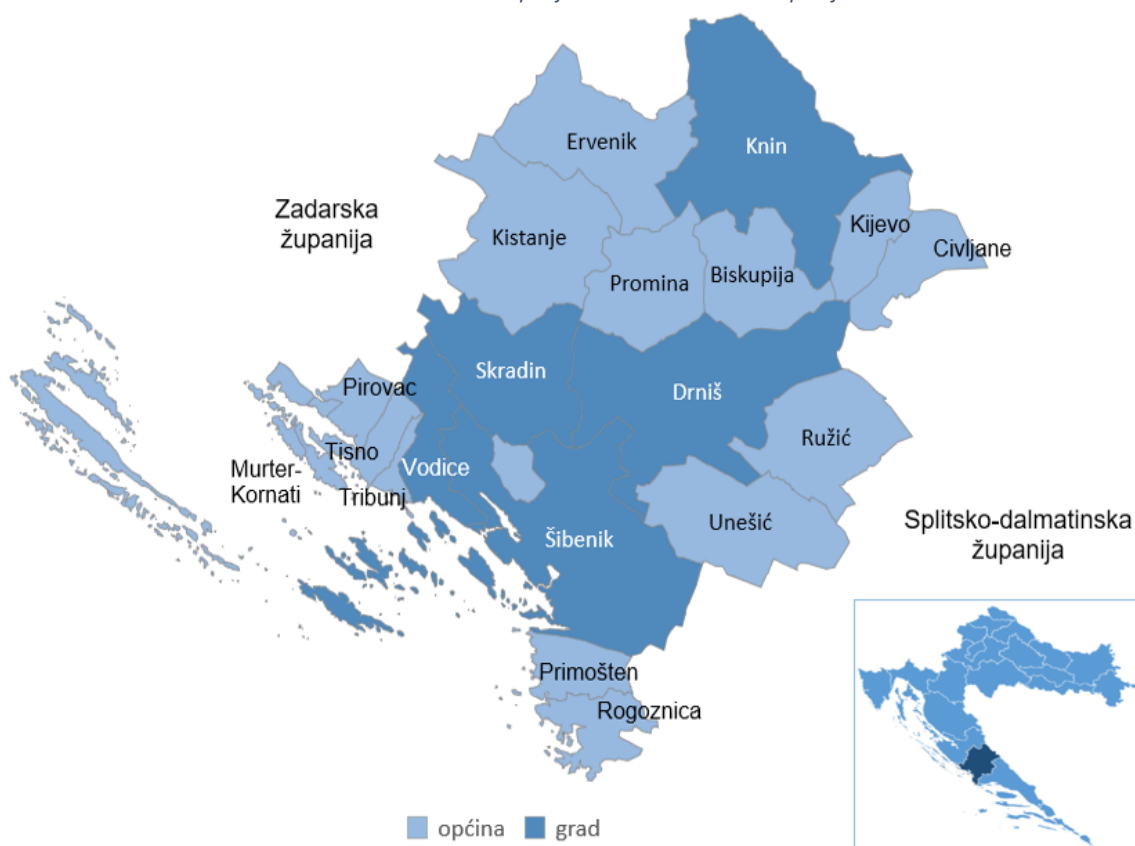 Ervenik
Knin
Zadarska
županija
Kistanje
Kijevo
Civljane
Promina
Biskupija
Skradin
Pirovac
Drniš
Ružić
Tisno
Vodice
Murter-
Kornati
Tribunj
Unešić
Šibenik
Splitsko-dalmatinska
županija
Primošten
Rogoznica
općina
grad